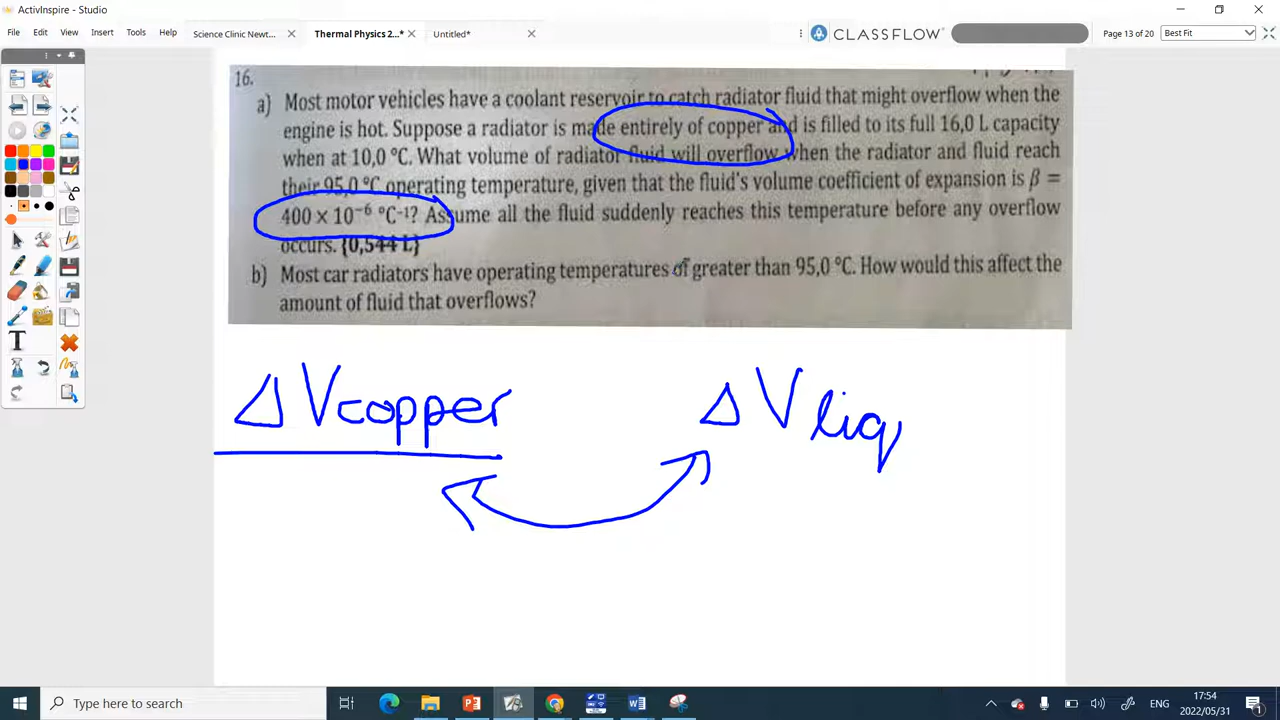 ActivInspire - Studio
File Edit View Insert Tools Help
Science Clinic Newt...
Thermal Physics 2...*
Untitled*
CLASSFLOW
Page 13 of 20
Best Fit
16.
a) Most motor vehicles have a coolant reservoir to catch radiator fluid that might overflow when the
engine is hot. Suppose a radiator is made entirely of copper and is filled to its full 16,0 L capacity
when at 10,0 °C. What volume of radiator fluid will overflow when the radiator and fluid reach
their 95,0 °C operating temperature, given that the fluid's volume coefficient of expansion is β =
400 × 10⁻⁶ °C⁻¹? Assume all the fluid suddenly reaches this temperature before any overflow
occurs. {0,544 L}
b) Most car radiators have operating temperatures of greater than 95,0 °C. How would this affect the
amount of fluid that overflows?
ΔVcopper ΔVliq
T
Type here to search
ENG
17:54
2022/05/31
1